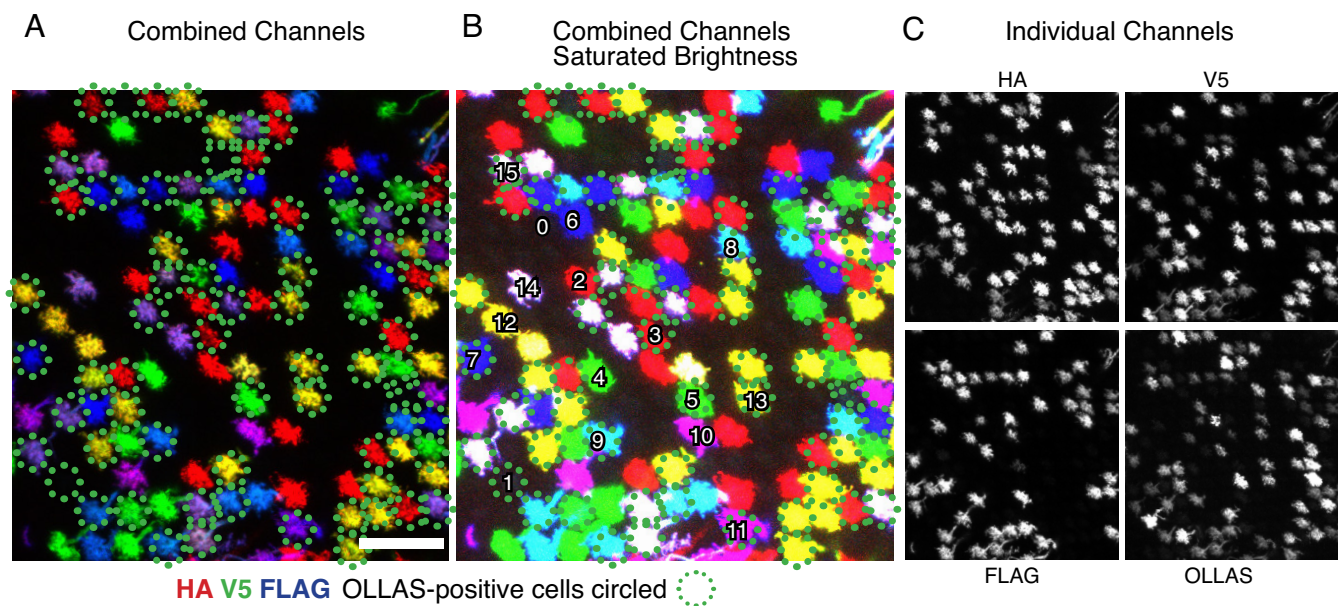 A
Combined Channels
B
Combined Channels
Saturated Brightness
C
Individual Channels
HA
V5
15
0
6
8
14
2
12
3
7
4
5
13
10
9
1
11
FLAG
OLLAS
HA V5 FLAG OLLAS-positive cells circled